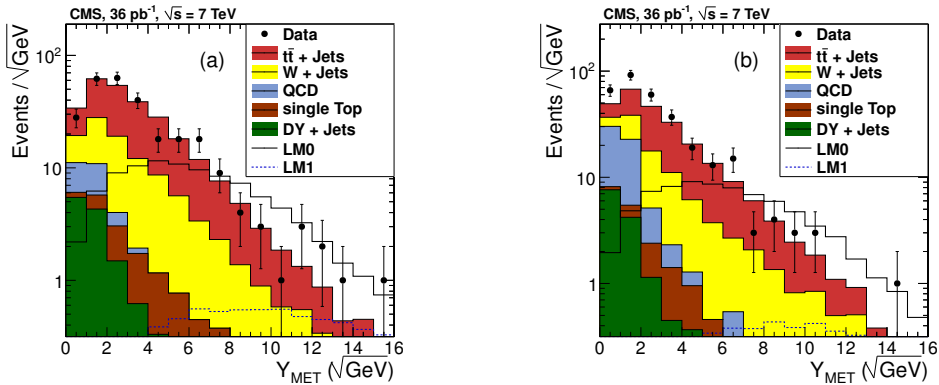 CMS, 36 pb⁻¹, √s = 7 TeV
Events / √GeV
10²
10
1
(a)
Data
tt̄ + Jets
W + Jets
QCD
single Top
DY + Jets
LM0
LM1
0 2 4 6 8 10 12 14 16
Y_MET (√GeV)
CMS, 36 pb⁻¹, √s = 7 TeV
Events / √GeV
10²
10
1
(b)
Data
tt̄ + Jets
W + Jets
QCD
single Top
DY + Jets
LM0
LM1
0 2 4 6 8 10 12 14 16
Y_MET (√GeV)